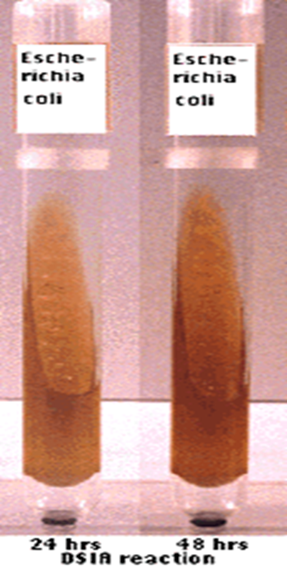 Esche-
richia
coli
Esche-
richia
coli
24 hrs
48 hrs
DSIA reaction